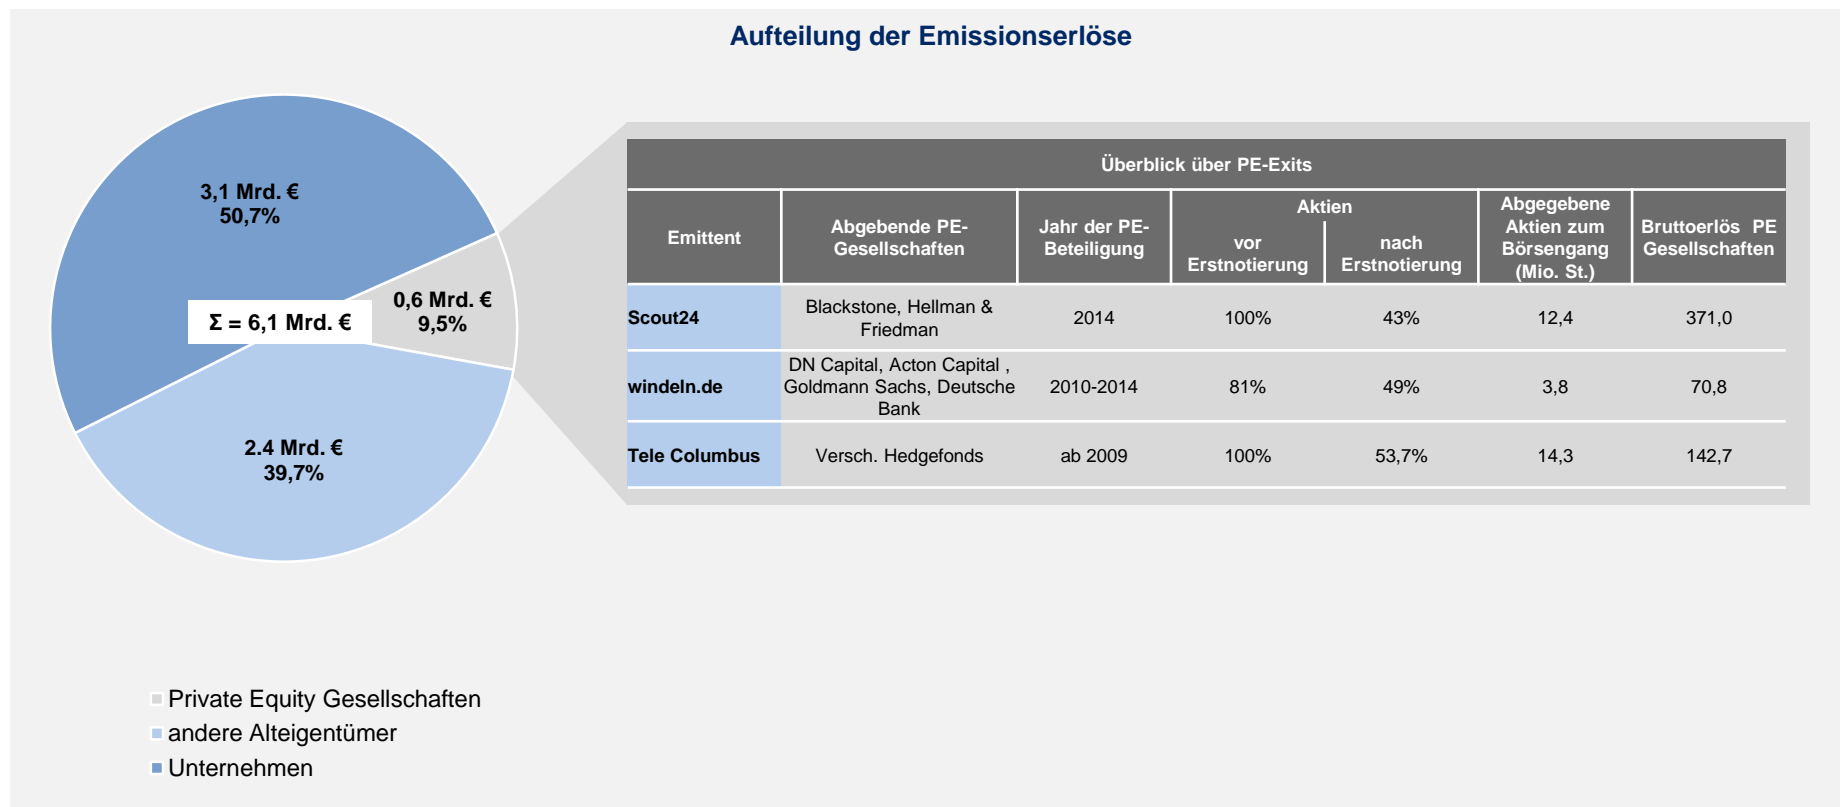 Aufteilung der Emissionserlöse
3,1 Mrd. €
50,7%
0,6 Mrd. €
9,5%
Σ = 6,1 Mrd. €
2.4 Mrd. €
39,7%
Überblick über PE-Exits
Emittent
Abgebende PE-
Gesellschaften
Jahr der PE-
Beteiligung
Aktien
vor
Erstnotierung
nach
Erstnotierung
Abgegebene
Aktien zum
Börsengang
(Mio. St.)
Bruttoerlös PE
Gesellschaften
Scout24
Blackstone, Hellman &
Friedman
2014
100%
43%
12,4
371,0
windeln.de
DN Capital, Acton Capital ,
Goldmann Sachs, Deutsche
Bank
2010-2014
81%
49%
3,8
70,8
Tele Columbus
Versch. Hedgefonds
ab 2009
100%
53,7%
14,3
142,7
Private Equity Gesellschaften
andere Alteigentümer
Unternehmen